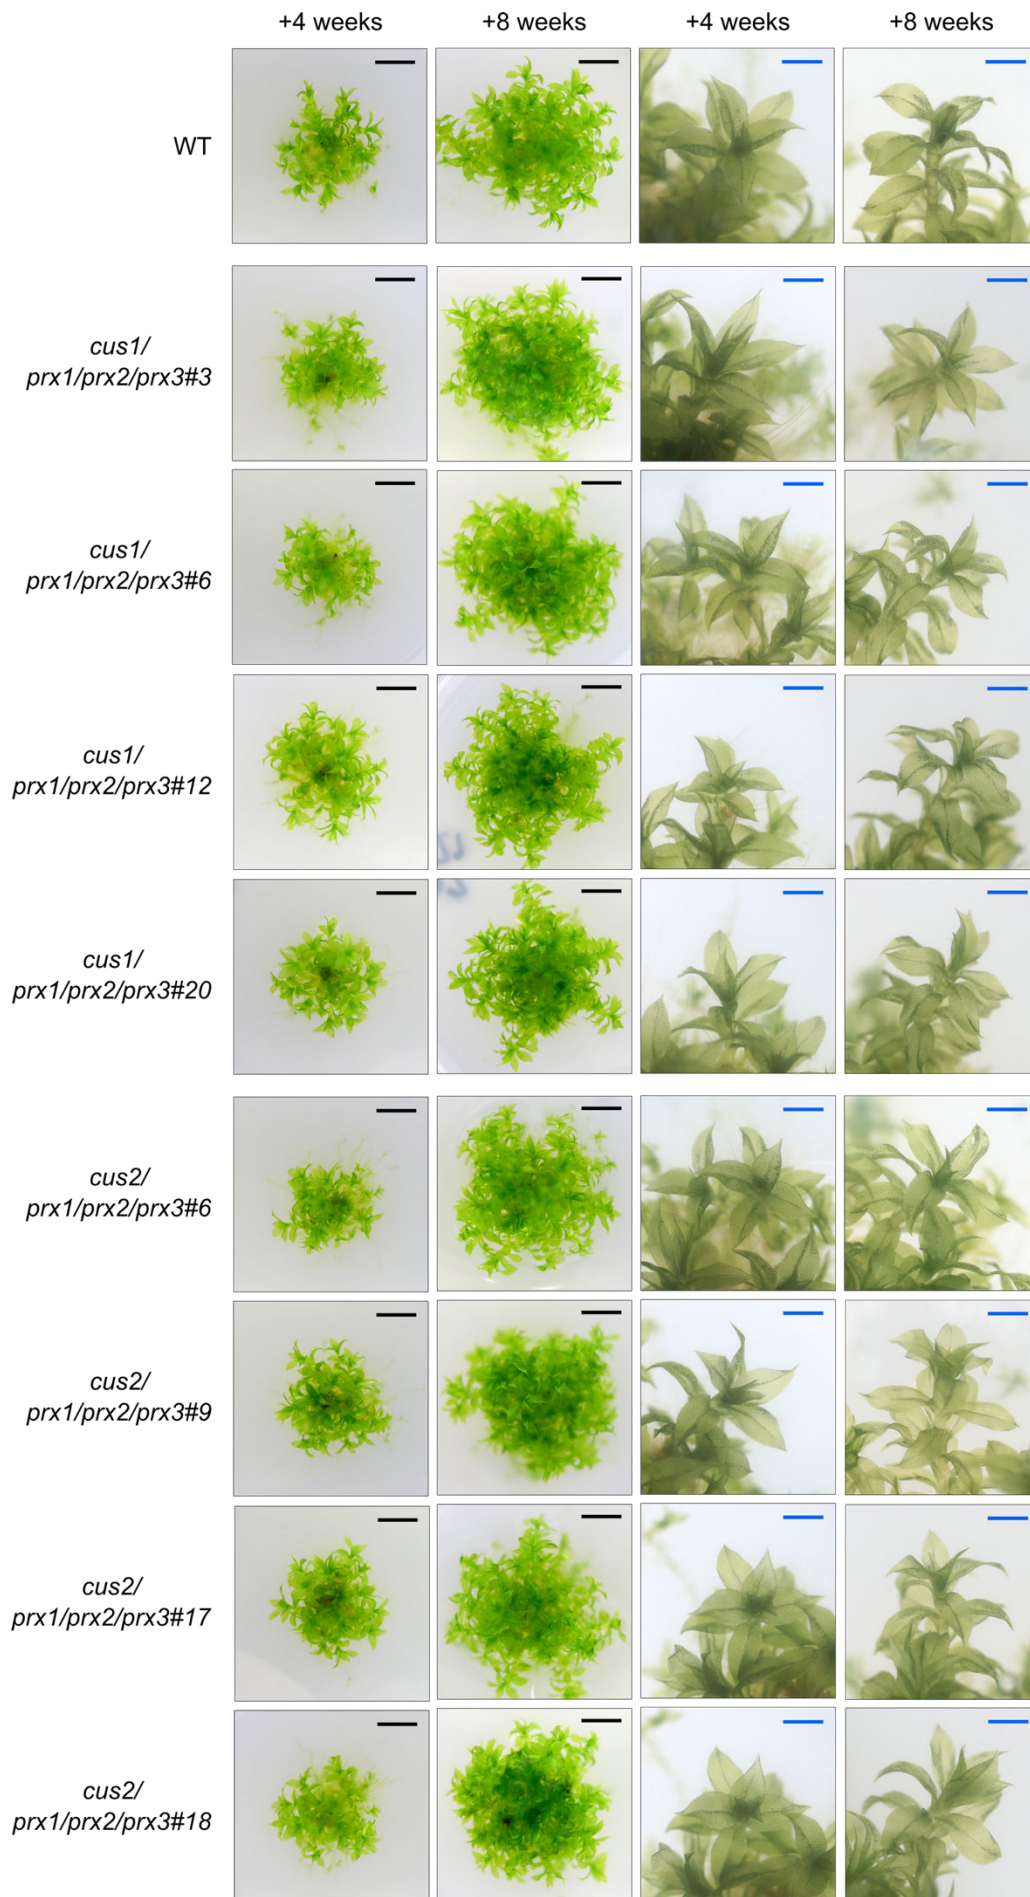 +4 weeks +8 weeks +4 weeks +8 weeks
WT
cus1/
prx1/prx2/prx3#3
cus1/
prx1/prx2/prx3#6
cus1/
prx1/prx2/prx3#12
cus1/
prx1/prx2/prx3#20
cus2/
prx1/prx2/prx3#6
cus2/
prx1/prx2/prx3#9
cus2/
prx1/prx2/prx3#17
cus2/
prx1/prx2/prx3#18